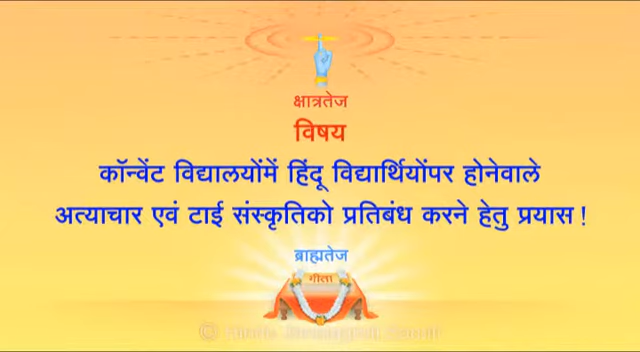 क्षात्रतेज
विषय
कॉन्वेंट विद्यालयोंमें हिंदू विद्यार्थियोंपर होनेवाले
अत्याचार एवं टाई संस्कृतिको प्रतिबंध करने हेतु प्रयास !
ब्राह्मतेज
गीता